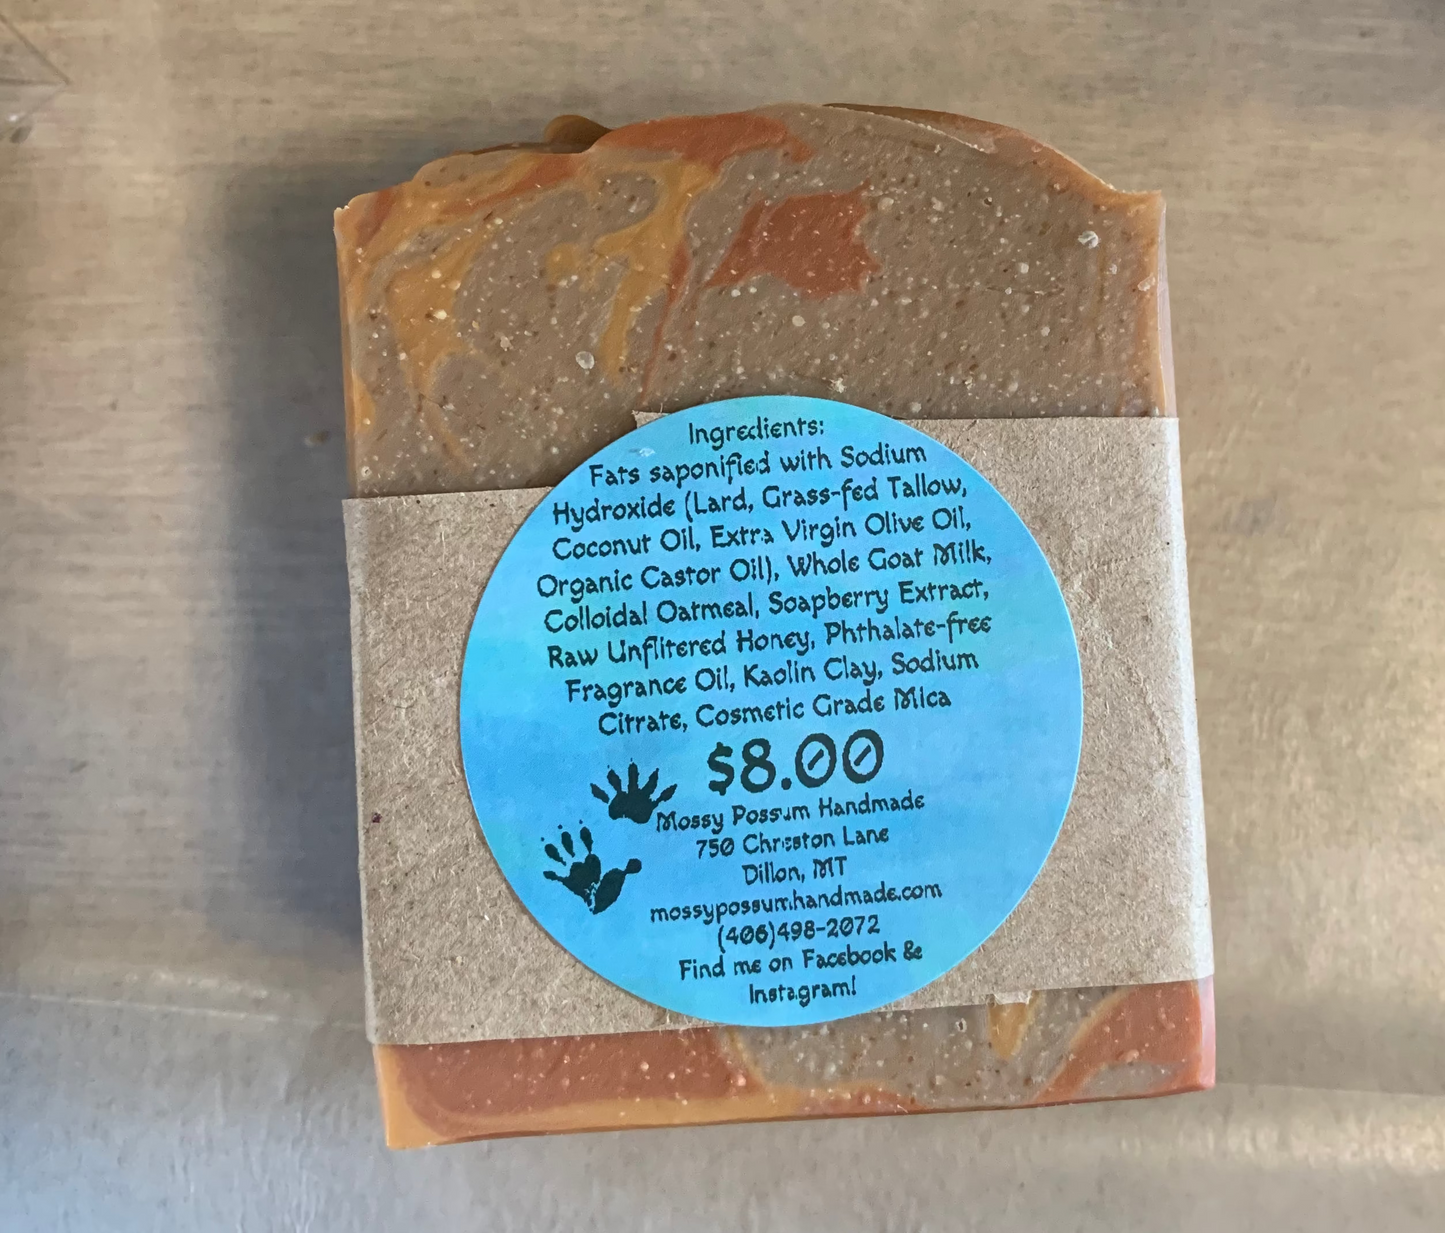 Ingredients:
Fats saponified with Sodium
Hydroxide (Lard, Grass-fed Tallow,
Coconut Oil, Extra Virgin Olive Oil,
Organic Castor Oil), Whole Goat Milk,
Colloidal Oatmeal, Soapberry Extract,
Raw Unflitered Honey, Phthalate-free
Fragrance Oil, Kaolin Clay, Sodium
Citrate, Cosmetic Grade Mica
$8.00
Mossy Possum Handmade
750 Lane
Dillon, MT
mossypossumhandmade.com
(406)498-2072
Find me on Facebook &
Instagram!